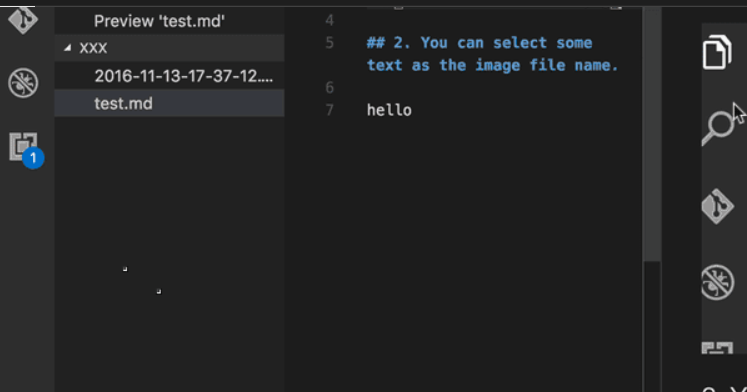 Preview 'test.md'
XXX
2016-11-13-17-37-12....
test.md
1
4
5 ## 2. You can select some
text as the image file name.
6
7 hello